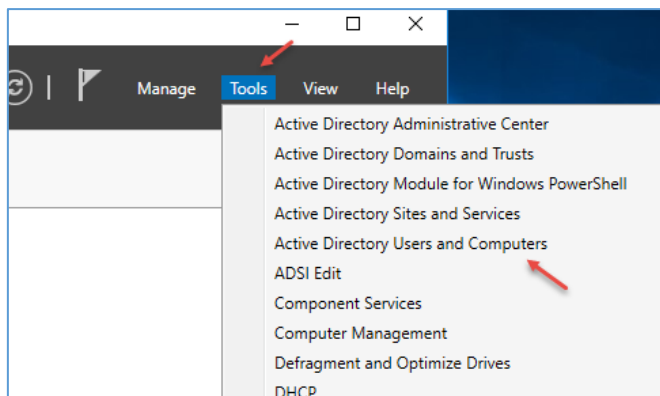 Manage Tools View Help
Active Directory Administrative Center
Active Directory Domains and Trusts
Active Directory Module for Windows PowerShell
Active Directory Sites and Services
Active Directory Users and Computers
ADSI Edit
Component Services
Computer Management
Defragment and Optimize Drives
DHCP